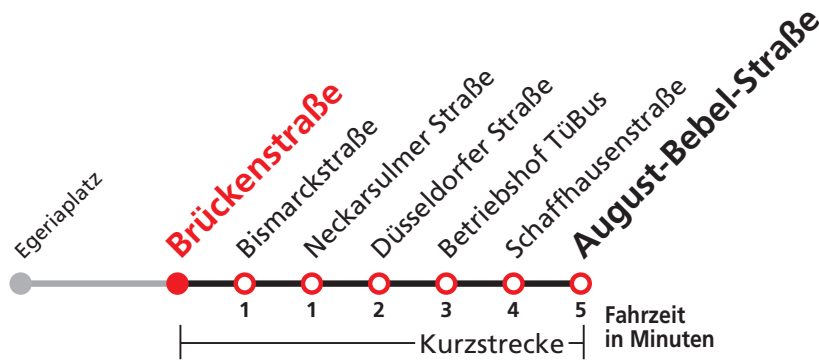 Egeriaplatz
Brückenstraße
Bismarckstraße
Neckarsulmer Straße
Düsseldorfer Straße
Betriebshof TüBus
Schaffhausenstraße
August-Bebel-Straße
1 1 2 3 4 5
Fahrzeit
in Minuten
Kurzstrecke